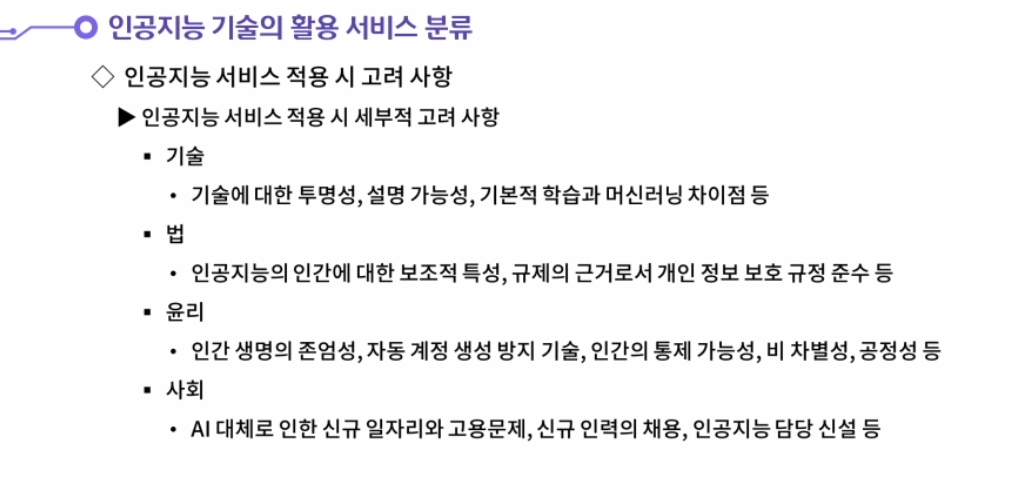 인공지능 기술의 활용 서비스 분류
◇ 인공지능 서비스 적용 시 고려 사항
▶ 인공지능 서비스 적용 시 세부적 고려 사항
▪ 기술
• 기술에 대한 투명성, 설명 가능성, 기본적 학습과 머신러닝 차이점 등
▪ 법
• 인공지능의 인간에 대한 보조적 특성, 규제의 근거로서 개인 정보 보호 규정 준수 등
▪ 윤리
• 인간 생명의 존엄성, 자동 계정 생성 방지 기술, 인간의 통제 가능성, 비 차별성, 공정성 등
▪ 사회
• AI 대체로 인한 신규 일자리와 고용문제, 신규 인력의 채용, 인공지능 담당 신설 등